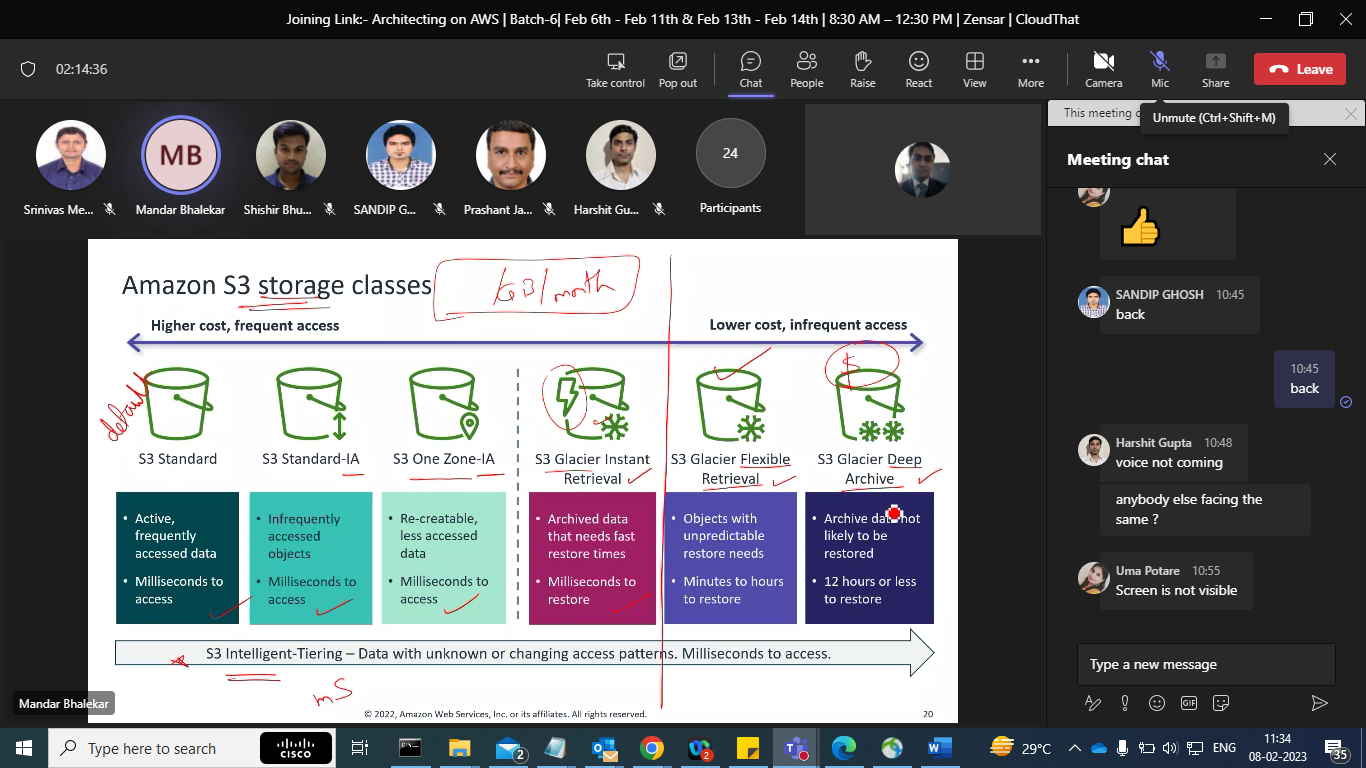 Joining Link:- Architecting on AWS | Batch-6| Feb 6th - Feb 11th & Feb 13th - Feb 14th| 8:30 AM – 12:30 PM | Zensar | CloudThat
02:14:36
Take control
Pop out
Chat
People
Raise
React
View
More
Camera
Mic
Share
Leave
Unmute (Ctrl+Shift+M)
MB
24
Srinivas Me...
Mandar Bhalekar
Shishir Bhu...
SANDIP G...
Prashant Ja...
Harshit Gu...
Participants
Amazon S3 storage classes
GB/month
Higher cost, frequent access
Lower cost, infrequent access
default
$
S3 Standard
S3 Standard-IA
S3 One Zone-IA
S3 Glacier Instant
Retrieval
S3 Glacier Flexible
Retrieval
S3 Glacier Deep
Archive
• Active,
frequently
accessed data
• Milliseconds to
access
• Infrequently
accessed
objects
• Milliseconds to
access
• Re-creatable,
less accessed
data
• Milliseconds to
access
• Archived data
that needs fast
restore times
• Milliseconds to
restore
• Objects with
unpredictable
restore needs
• Minutes to hours
to restore
• Archive data not
likely to be
restored
• 12 hours or less
to restore
S3 Intelligent-Tiering – Data with unknown or changing access patterns. Milliseconds to access.
mS
Mandar Bhalekar
© 2022, Amazon Web Services, Inc. or its affiliates. All rights reserved.
20
This meeting
Meeting chat
SANDIP GHOSH 10:45
back
10:45
back
Harshit Gupta 10:48
voice not coming
anybody else facing the
same ?
Uma Potare 10:55
Screen is not visible
Type a new message
GIF
Type here to search
CISCO
2
2
29°C
ENG
11:34
08-02-2023
35